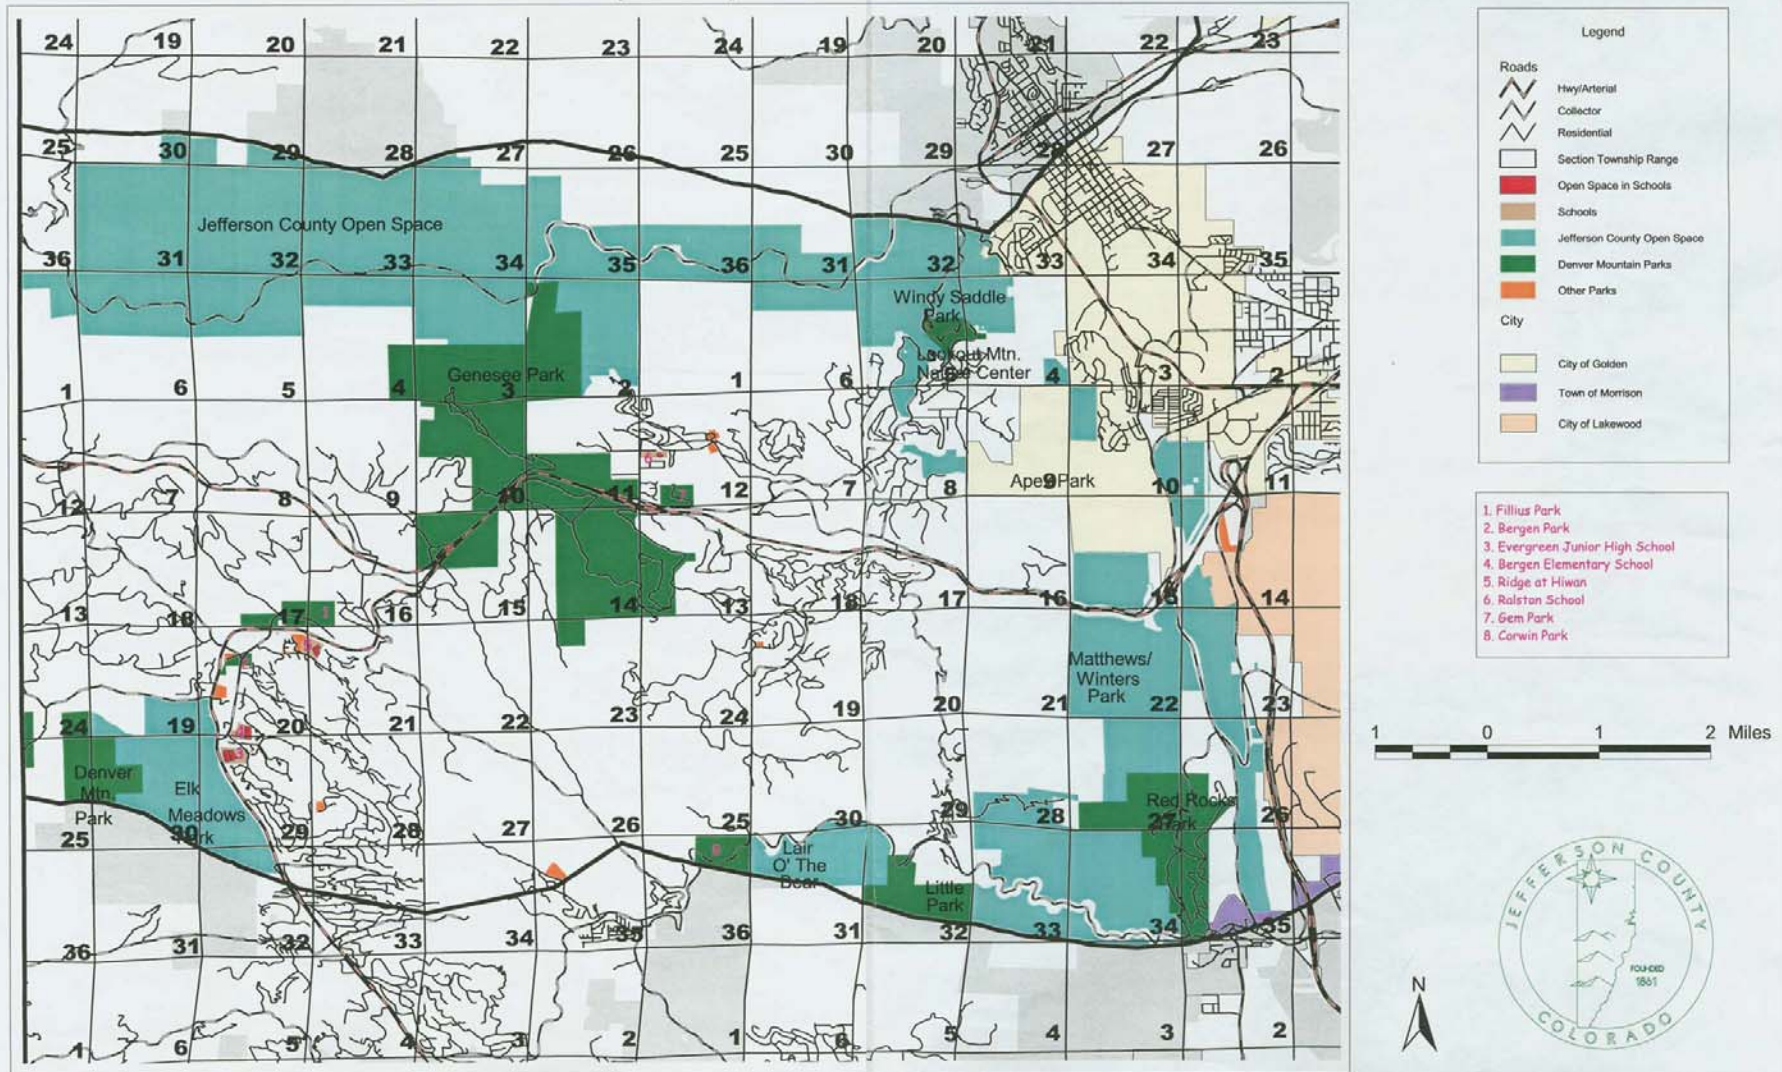 24 19 20 21 22 23 24 19 20 21 22 23
25 30 29 28 27 26 25 30 29 28 27 26
Jefferson County Open Space
36 31 32 33 34 35 36 31 32 33 34 35
Windy Saddle
Park
Lookout Mtn.
Nature Center
Genesee Park
1 6 5 4 3 2 1 6 5 4 3 2
Apex Park
12 7 8 9 10 11 12 7 8 9 10 11
7
6
13 18 17 16 15 14 13 18 17 16 15 14
1
5
Matthews/
Winters
Park
24 19 20 21 22 23 24 19 20 21 22 23
4
3
Denver
Mtn.
Park
Elk
Meadows
Park
Red Rocks
Park
25 30 29 28 27 26 25 30 29 28 27 26
8
Lair
O' The
Bear
Little
Park
36 31 32 33 34 35 36 31 32 33 34 35
1 6 5 4 3 2 1 6 5 4 3 2
Legend
Roads
Hwy/Arterial
Collector
Residential
Section Township Range
Open Space in Schools
Schools
Jefferson County Open Space
Denver Mountain Parks
Other Parks
City
City of Golden
Town of Morrison
City of Lakewood
1. Fillius Park
2. Bergen Park
3. Evergreen Junior High School
4. Bergen Elementary School
5. Ridge at Hiwan
6. Ralston School
7. Gem Park
8. Corwin Park
1 0 1 2 Miles
N
JEFFERSON COUNTY
FOUNDED
1861
COLORADO